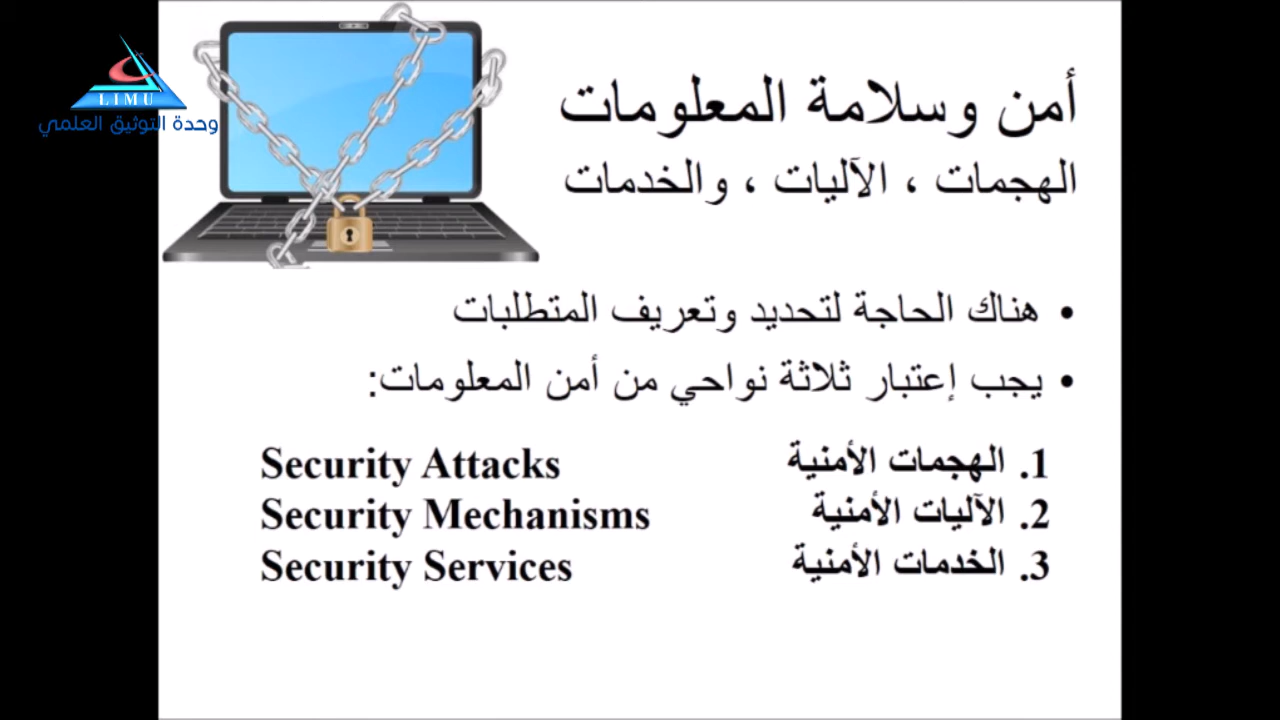 LIMU
وحدة التوثيق العلمي
أمن وسلامة المعلومات
الهجمات ، الآليات ، والخدمات
• هناك الحاجة لتحديد وتعريف المتطلبات
• يجب إعتبار ثلاثة نواحي من أمن المعلومات:
1. الهجمات الأمنية Security Attacks
2. الآليات الأمنية Security Mechanisms
3. الخدمات الأمنية Security Services